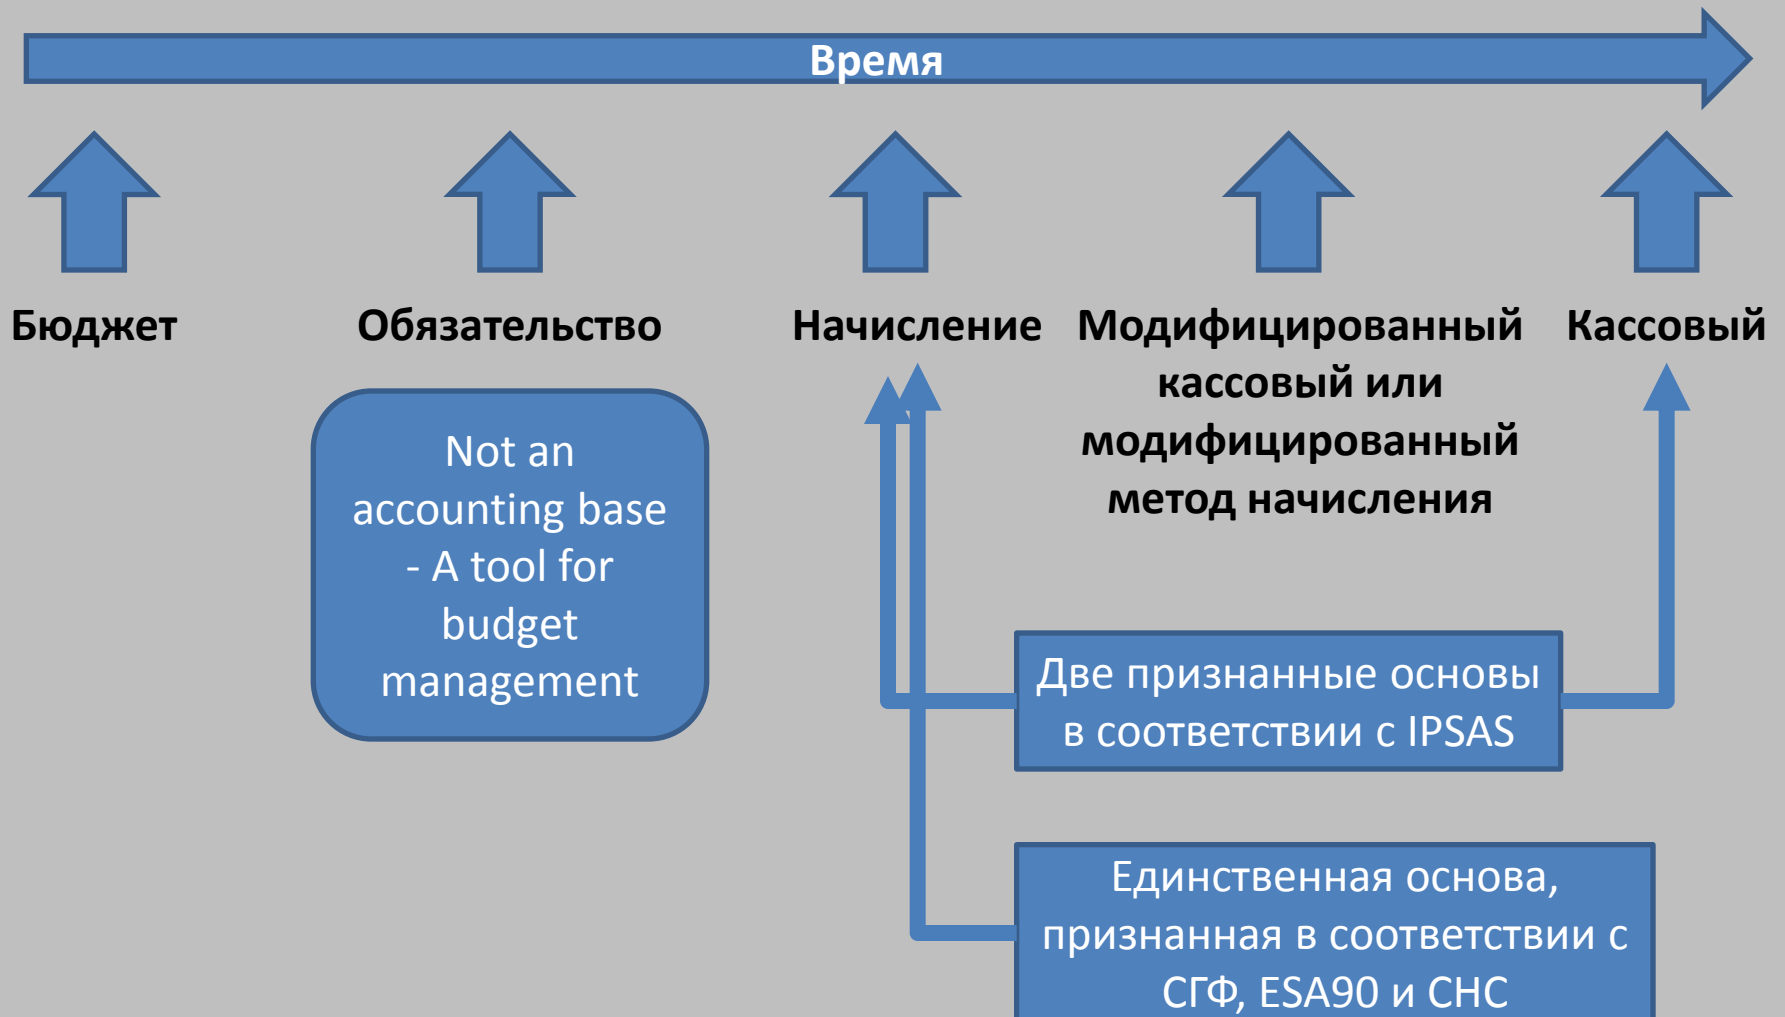 Время
Бюджет
Обязательство
Начисление
Модифицированный
кассовый или
модифицированный
метод начисления
Кассовый
Not an
accounting base
- A tool for
budget
management
Две признанные основы
в соответствии с IPSAS
Единственная основа,
признанная в соответствии с
СГФ, ESA90 и СНС